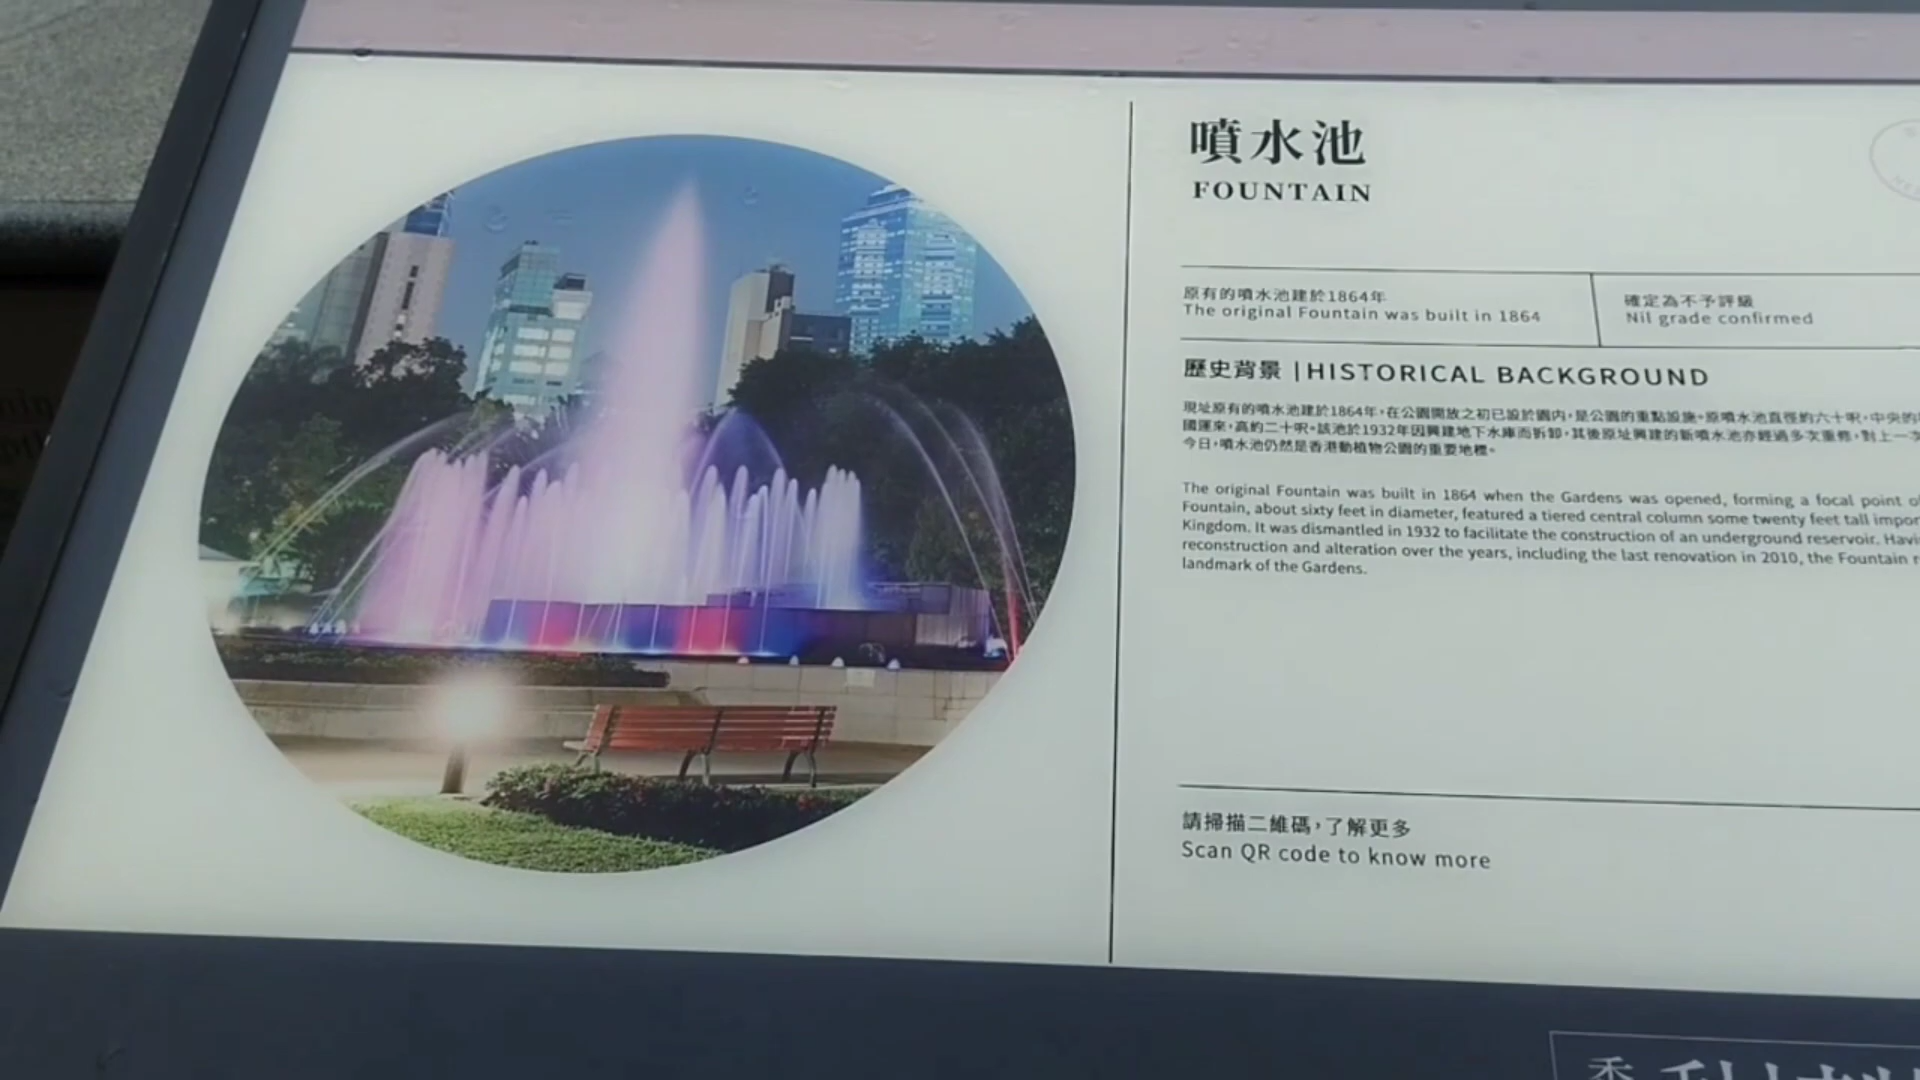 噴水池
FOUNTAIN
原有的噴水池建於1864年
The original Fountain was built in 1864
確定為不予評級
Nil grade confirmed
歷史背景 | HISTORICAL BACKGROUND
現址原有的噴水池建於1864年，在公園開放之初已設於園內，是公園的重點設施。原噴水池直徑約六十呎，中央的
國運來，高約二十呎。該池於1932年因興建地下水庫而拆卸，其後原址興建的新噴水池亦經過多次重修，對上一次
今日，噴水池仍然是香港動植物公園的重要地標。
The original Fountain was built in 1864 when the Gardens was opened, forming a focal point of
Fountain, about sixty feet in diameter, featured a tiered central column some twenty feet tall impor
Kingdom. It was dismantled in 1932 to facilitate the construction of an underground reservoir. Havi
reconstruction and alteration over the years, including the last renovation in 2010, the Fountain r
landmark of the Gardens.
請掃描二維碼，了解更多
Scan QR code to know more